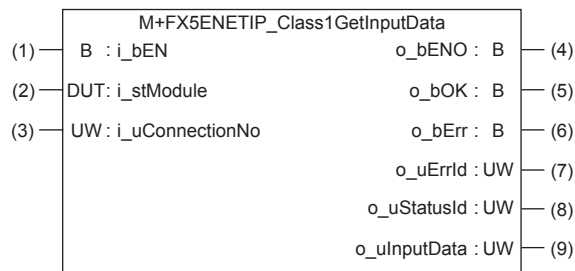 M+FX5ENETIP_Class1GetInputData
(1) B : i_bEN o_bENO : B (4)
(2) DUT: i_stModule o_bOK : B (5)
(3) UW : i_uConnectionNo o_bErr : B (6)
o_uErrId : UW (7)
o_uStatusId : UW (8)
o_uInputData : UW (9)